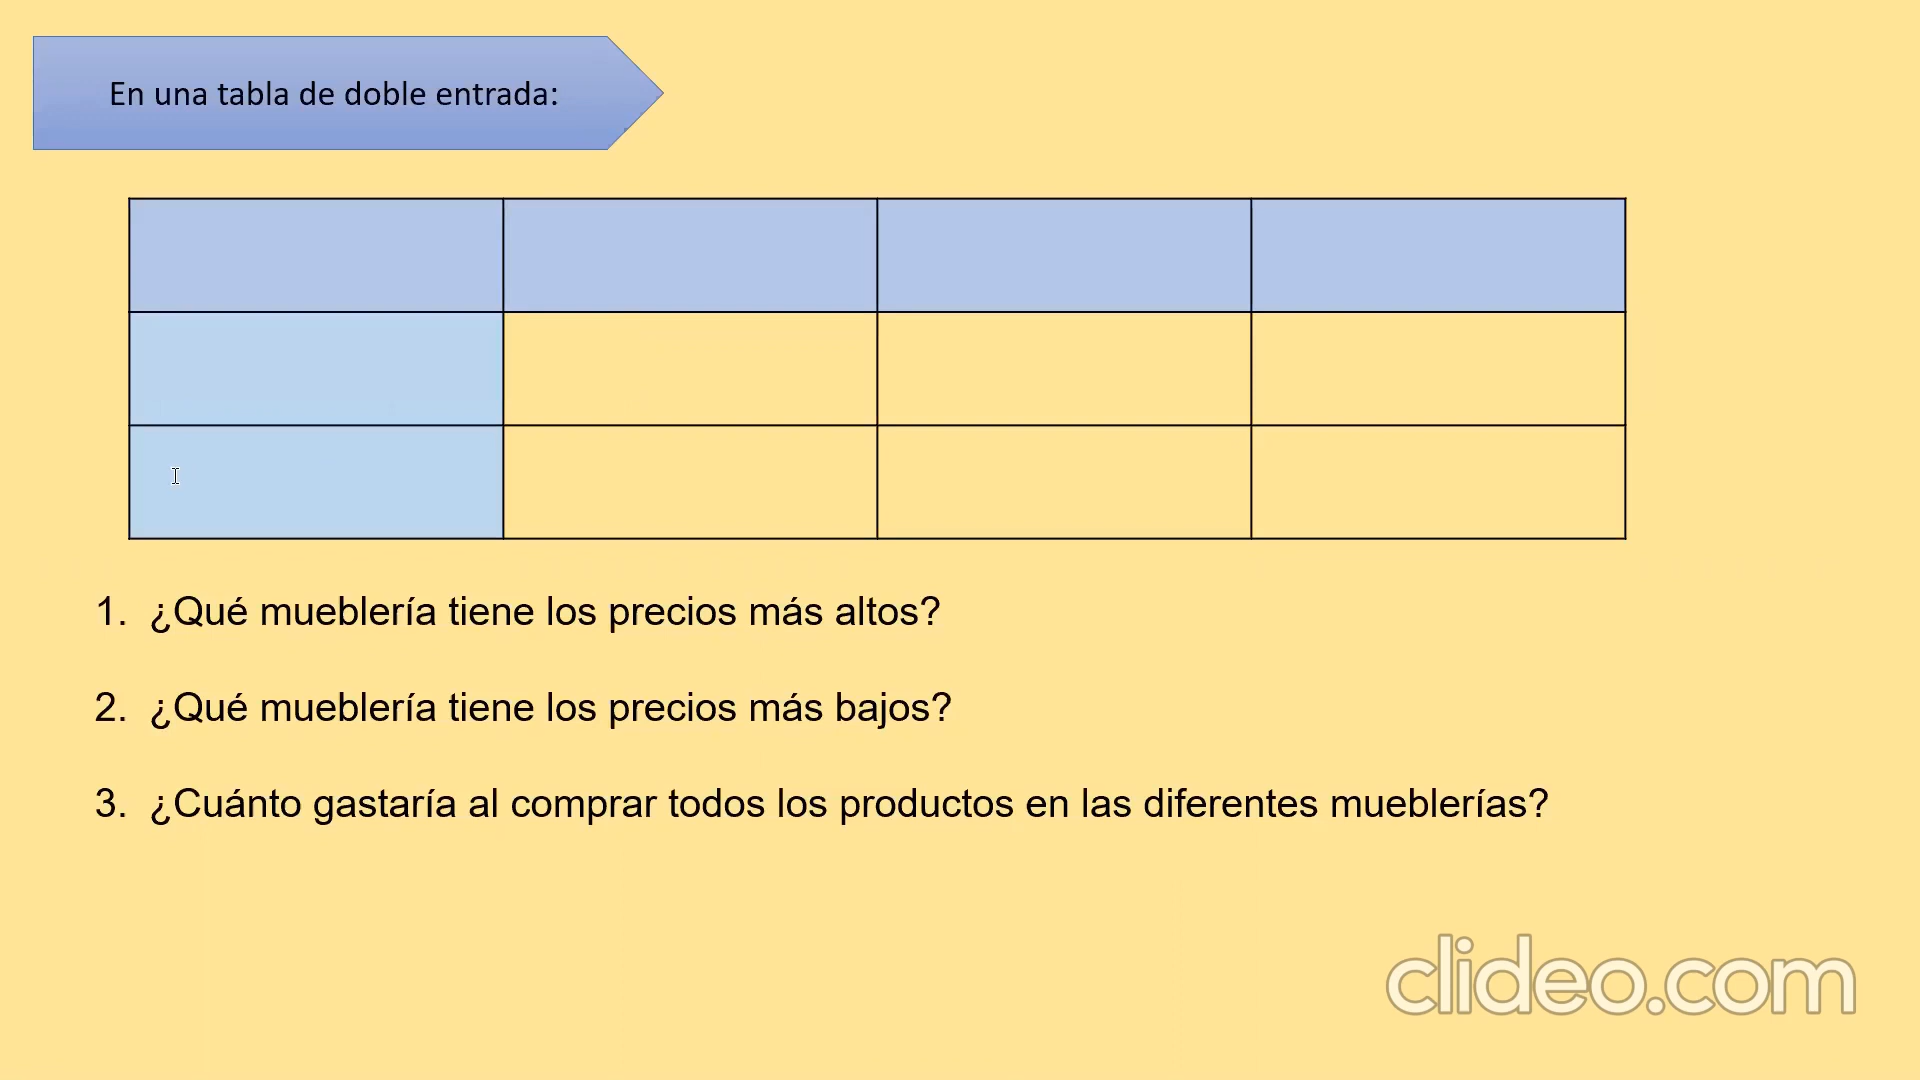 En una tabla de doble entrada:
1. ¿Qué mueblería tiene los precios más altos?
2. ¿Qué mueblería tiene los precios más bajos?
3. ¿Cuánto gastaría al comprar todos los productos en las diferentes mueblerías?
clideo.com